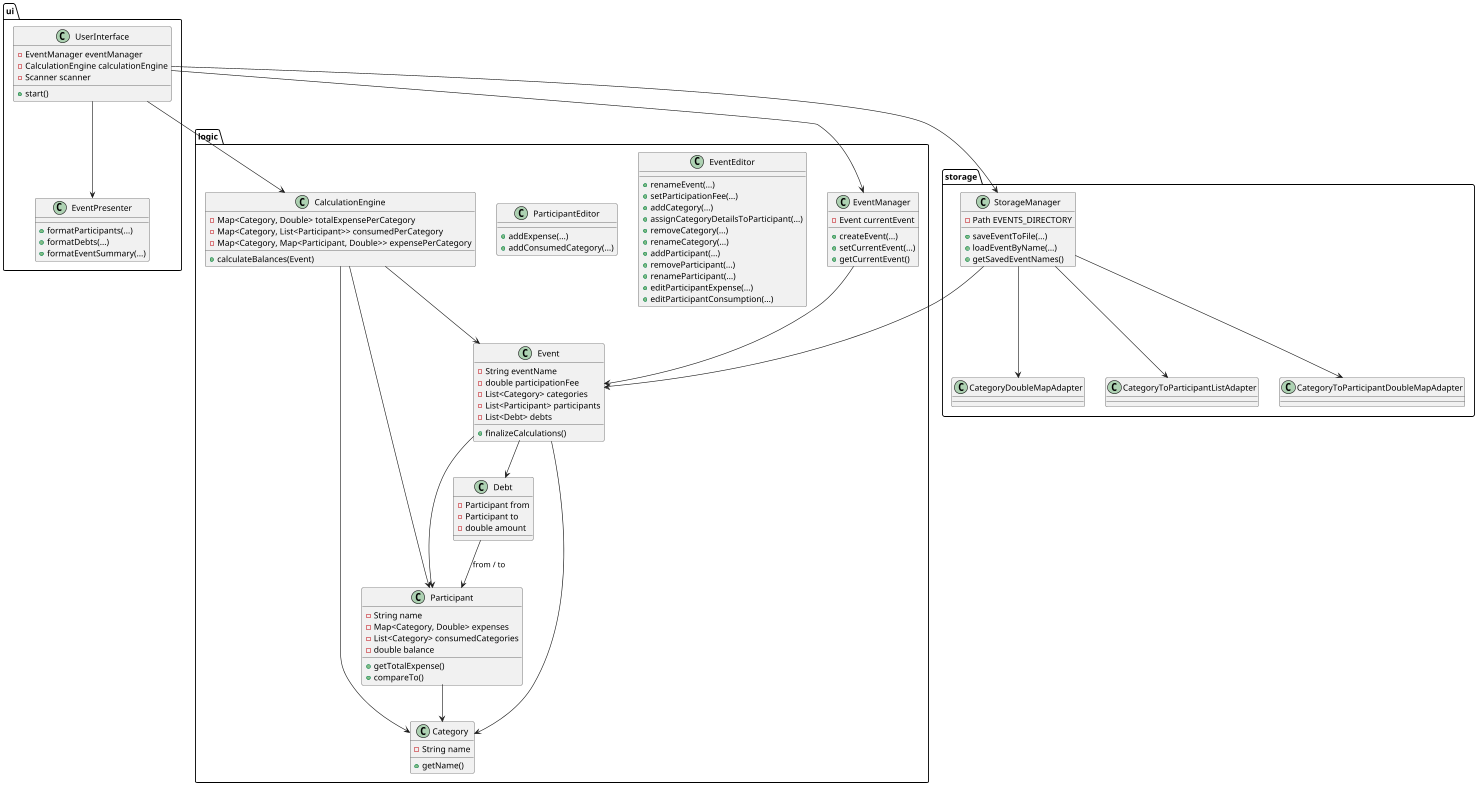 ui
UserInterface
EventManager eventManager
CalculationEngine calculationEngine
Scanner scanner
start()
EventPresenter
formatParticipants(...)
formatDebts(...)
formatEventSummary(...)
logic
CalculationEngine
Map<Category, Double> totalExpensePerCategory
Map<Category, List<Participant>> consumedPerCategory
Map<Category, Map<Participant, Double>> expensePerCategory
calculateBalances(Event)
ParticipantEditor
addExpense(...)
addConsumedCategory(...)
EventEditor
renameEvent(...)
setParticipationFee(...)
addCategory(...)
assignCategoryDetailsToParticipant(...)
removeCategory(...)
renameCategory(...)
addParticipant(...)
removeParticipant(...)
renameParticipant(...)
editParticipantExpense(...)
editParticipantConsumption(...)
EventManager
Event currentEvent
createEvent(...)
setCurrentEvent(...)
getCurrentEvent()
Event
String eventName
double participationFee
List<Category> categories
List<Participant> participants
List<Debt> debts
finalizeCalculations()
Debt
Participant from
Participant to
double amount
from / to
Participant
String name
Map<Category, Double> expenses
List<Category> consumedCategories
double balance
getTotalExpense()
compareTo()
Category
String name
getName()
storage
StorageManager
Path EVENTS_DIRECTORY
saveEventToFile(...)
loadEventByName(...)
getSavedEventNames()
CategoryDoubleMapAdapter
CategoryToParticipantListAdapter
CategoryToParticipantDoubleMapAdapter